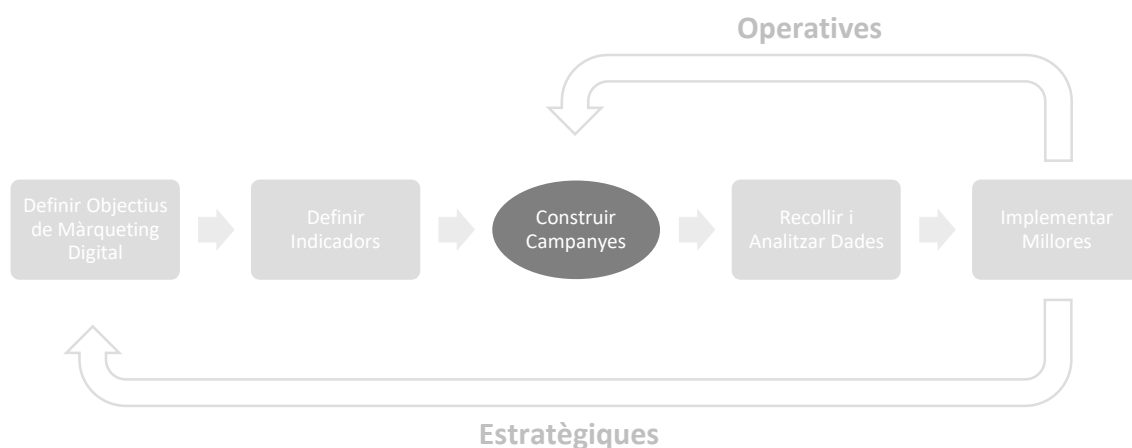 Operatives
Definir Objectius
de Màrqueting
Digital
Definir
Indicadors
Construir
Campanyes
Recollir i
Analitzar Dades
Implementar
Millores
Estratègiques